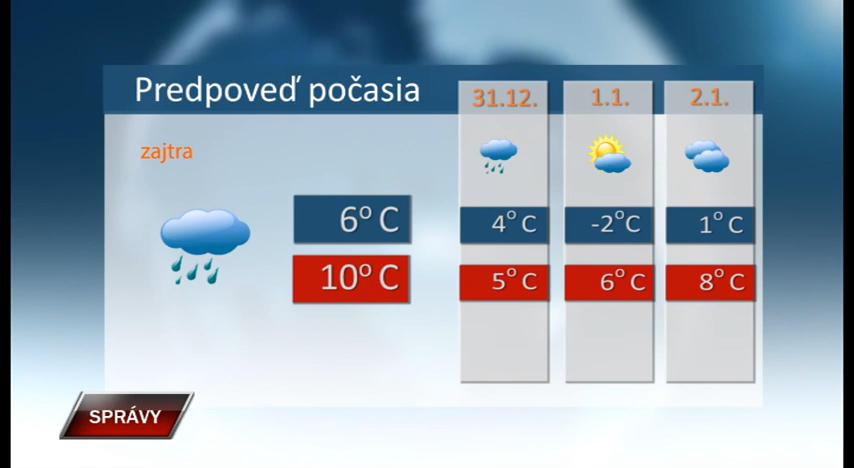 Predpoveď počasia
31.12.
1.1.
2.1.
zajtra
6° C
4° C
-2°C
1° C
10° C
5° C
6° C
8° C
SPRÁVY